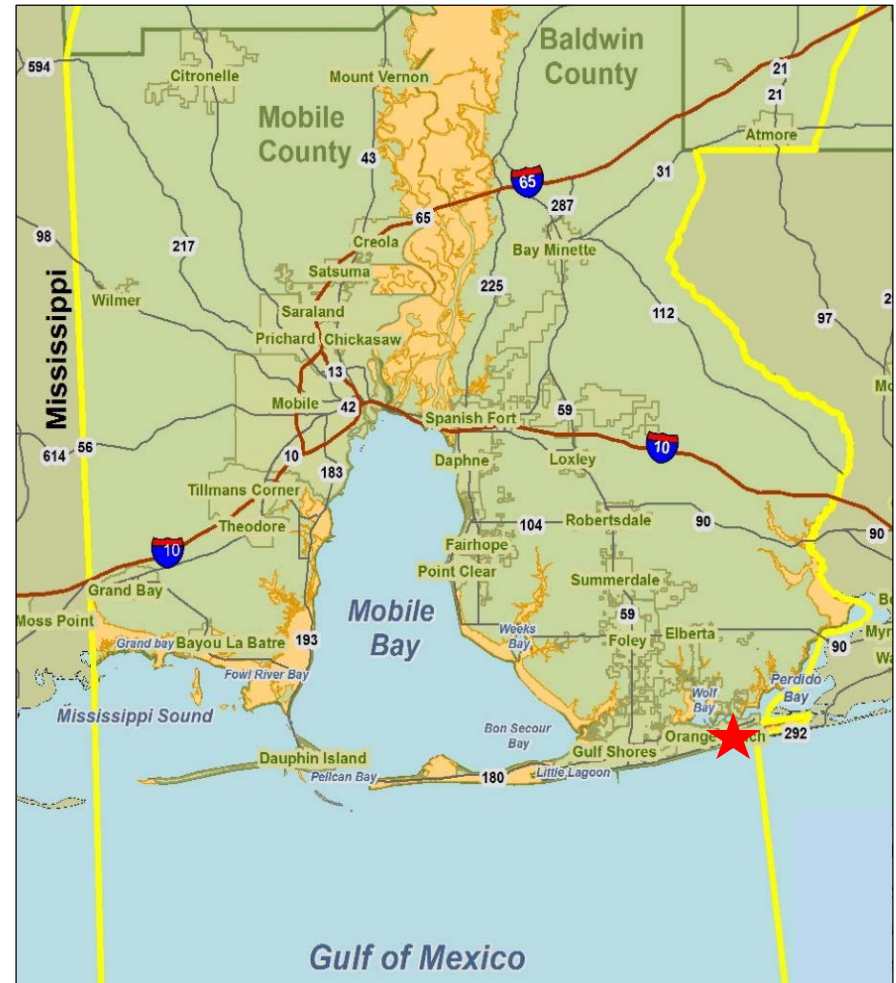 Baldwin
County
594
Citronelle
Mount Vernon
21
21
Mobile
County
Atmore
43
65
31
287
65
98
217
Creola
Bay Minette
Satsuma
225
Mississippi
Wilmer
Saraland
112
97
Prichard
Chickasaw
13
Mobile
42
Spanish Fort
59
614
56
10
183
Daphne
Loxley
10
Tillmans Corner
Theodore
104
Robertsdale
90
90
10
Fairhope
Point Clear
Grand Bay
Summerdale
Moss Point
Mobile
Bay
59
Grand bay
Bayou La Batre
193
Weeks
Bay
Foley
Elberta
90
Fowl River Bay
Wolf
Bay
Perdido
Bay
Mississippi Sound
Bon Secour
Bay
Dauphin Island
Gulf Shores
292
Pelican Bay
180
Little Lagoon
Gulf of Mexico